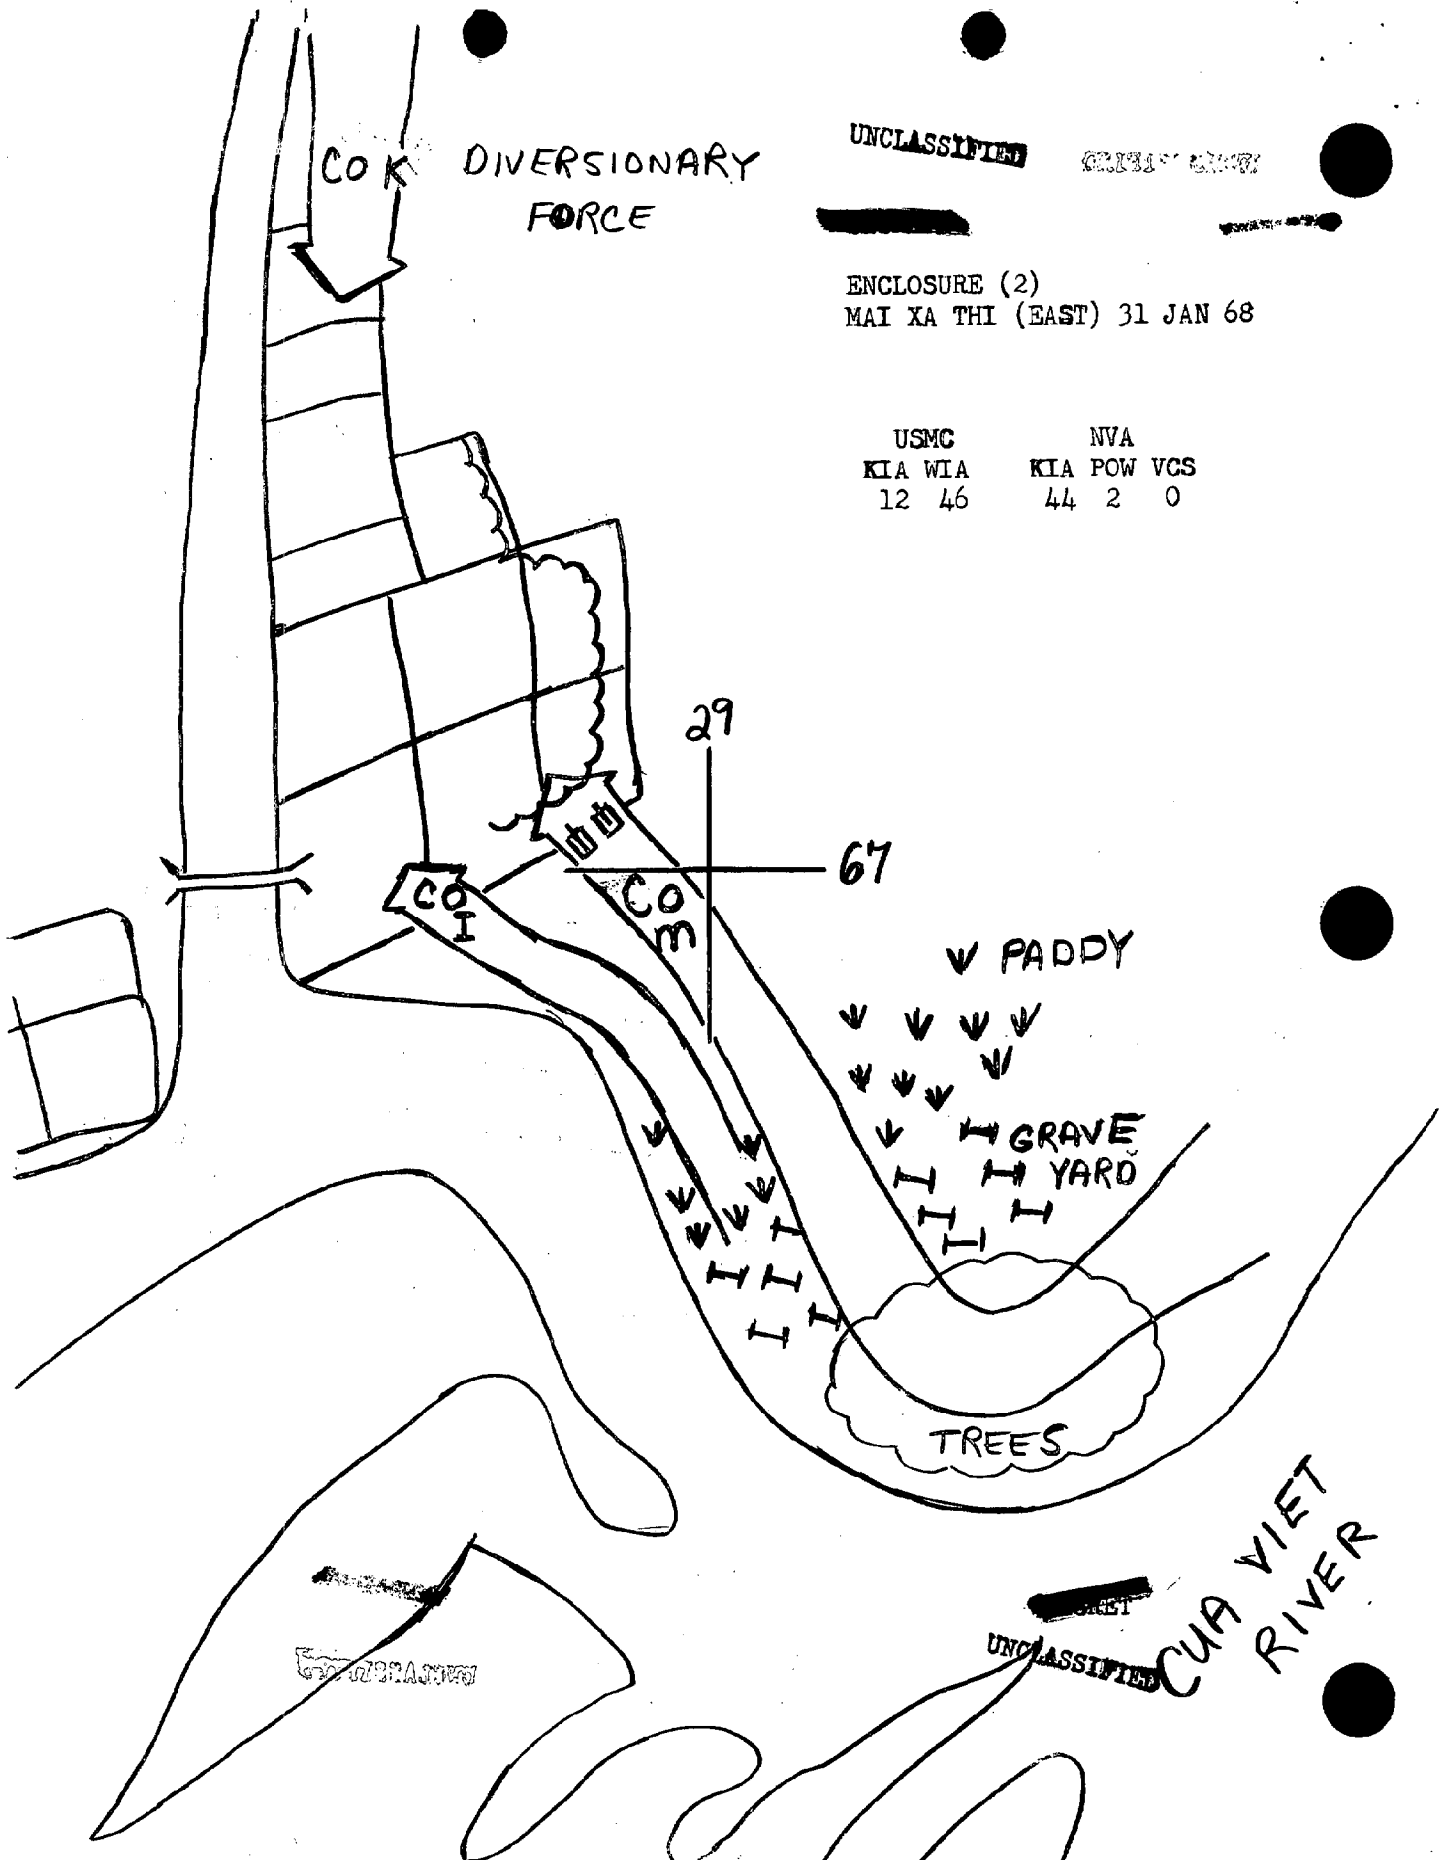 CO K DIVERSIONARY
FORCE
UNCLASSIFIED
ENCLOSURE (2)
MAI XA THI (EAST) 31 JAN 68
USMC NVA
KIA WIA KIA POW VCS
12 46 44 2 0
29
67
CO
I
CO
M
PADDY
GRAVE
YARD
TREES
CUA VIET
RIVER
UNCLASSIFIED